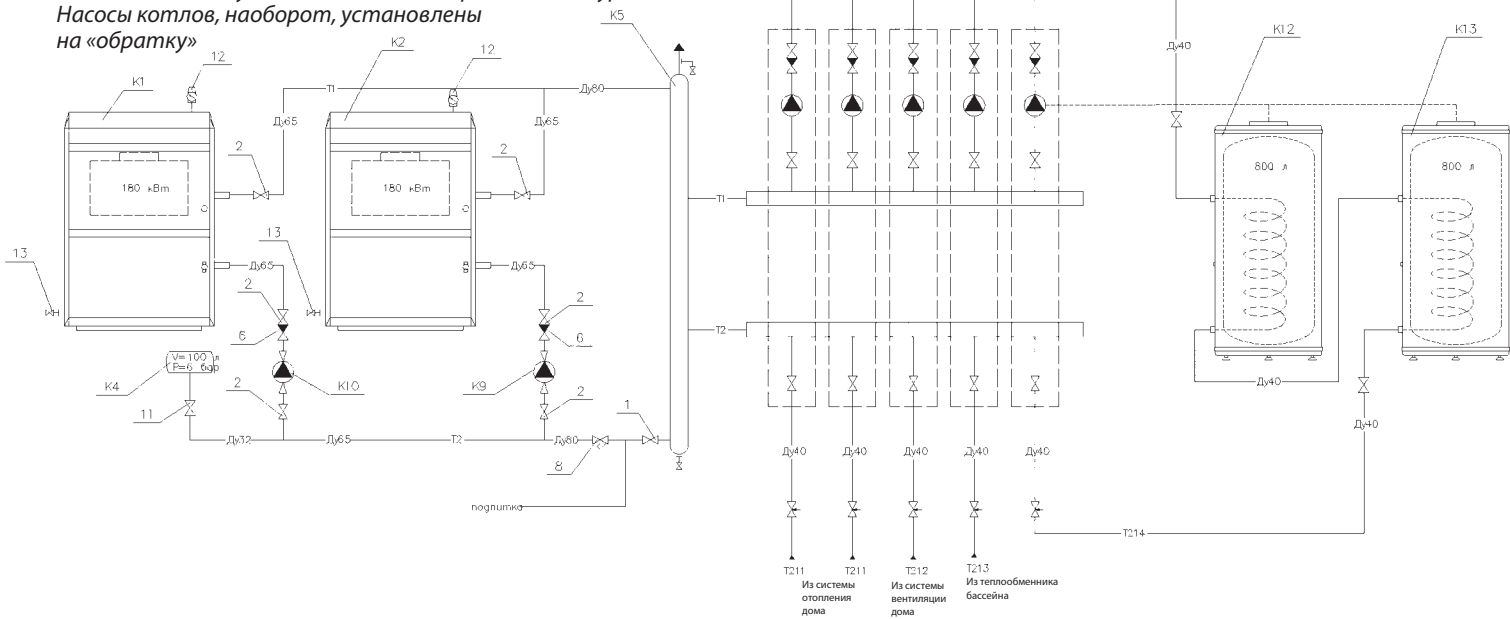 Насосы котлов, наоборот, установлены
на «обратку»
К5
К12
К13
К2
12
12
Ду40
К1
Т1
Ду80
Ду65
Ду65
2
2
180 кВт
180 кВт
800 л
800 л
Т1
13
13
Ду65
Ду65
2
2
Т2
6
6
V=100 л
Р=6 бар
К4
К10
К9
Ду40
11
2
2
1
Ду40
Ду32
Ду65
Т2
Ду80
Ду40
Ду40
Ду40
Ду40
Ду40
8
подпитка
Т214
Т211
Т211
Т212
Т213
Из системы
отопления
дома
Из системы
вентиляции
дома
Из теплообменника
бассейна